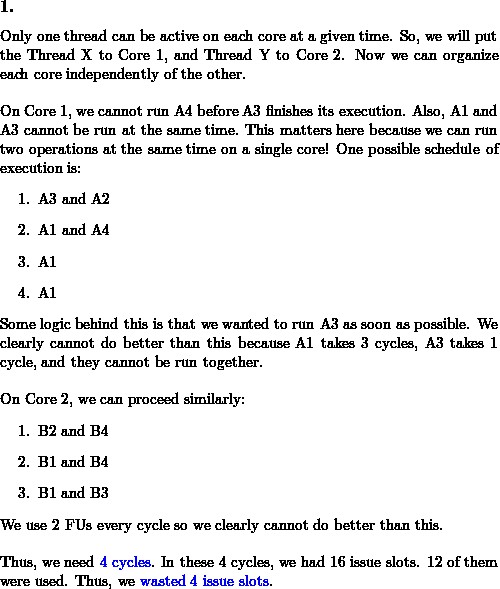 1.
Only one thread can be active on each core at a given time. So, we will put
the Thread X to Core 1, and Thread Y to Core 2. Now we can organize
each core independently of the other.
On Core 1, we cannot run A4 before A3 finishes its execution. Also, A1 and
A3 cannot be run at the same time. This matters here because we can run
two operations at the same time on a single core! One possible schedule of
execution is:
1. A3 and A2
2. A1 and A4
3. A1
4. A1
Some logic behind this is that we wanted to run A3 as soon as possible. We
clearly cannot do better than this because A1 takes 3 cycles, A3 takes 1
cycle, and they cannot be run together.
On Core 2, we can proceed similarly:
1. B2 and B4
2. B1 and B4
3. B1 and B3
We use 2 FUs every cycle so we clearly cannot do better than this.
Thus, we need 4 cycles. In these 4 cycles, we had 16 issue slots. 12 of them
were used. Thus, we wasted 4 issue slots.